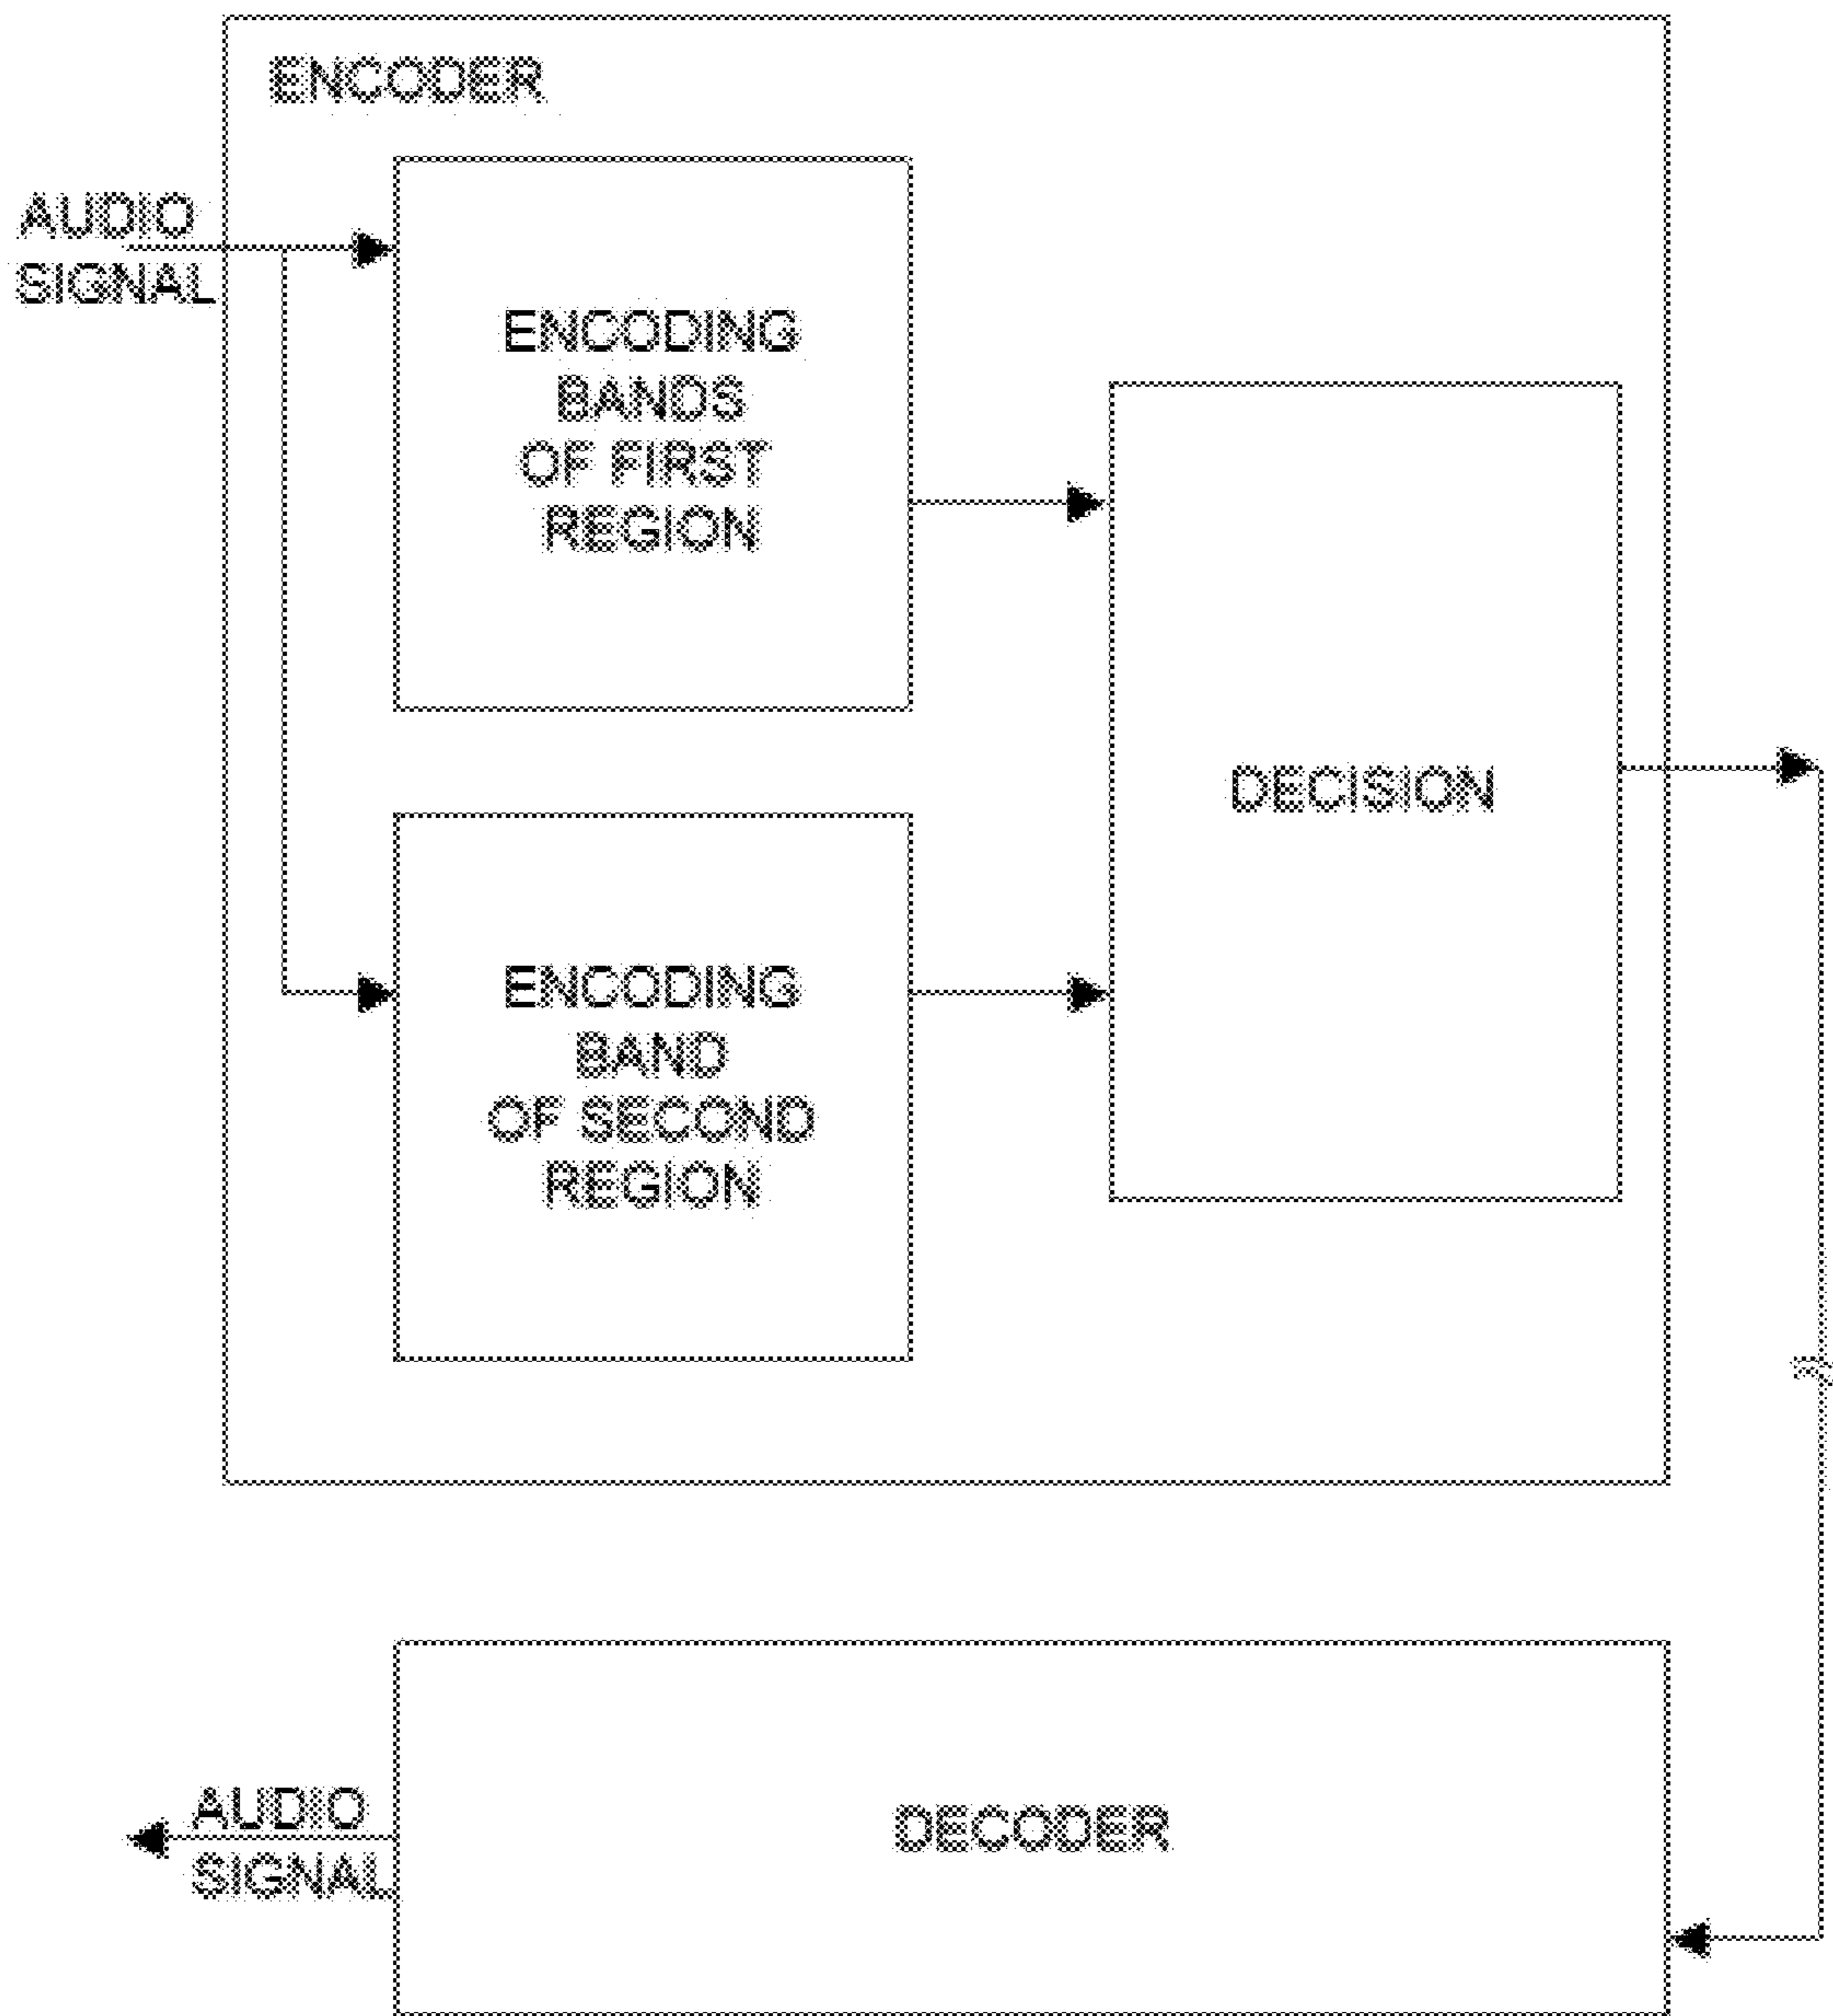 ENCODER
AUDIO
SIGNAL
ENCODING
BANDS
OF FIRST
REGION
DECISION
ENCODING
BAND
OF SECOND
REGION
AUDIO
SIGNAL
DECODER